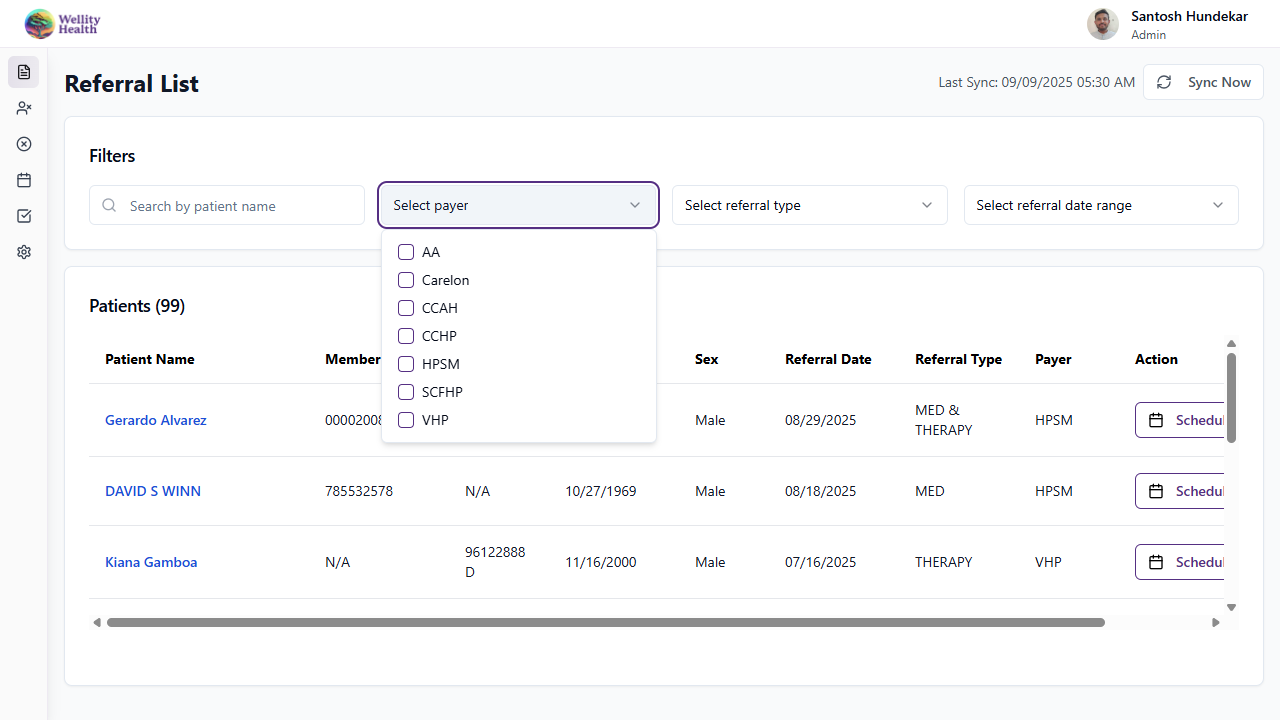 Wellity
Health
Santosh Hundekar
Admin
Referral List
Last Sync: 09/09/2025 05:30 AM
Sync Now
Filters
Search by patient name
Select payer
Select referral type
Select referral date range
AA
Carelon
CCAH
CCHP
HPSM
SCFHP
VHP
Patients (99)
Patient Name Member Sex Referral Date Referral Type Payer Action
Gerardo Alvarez 00002008 Male 08/29/2025 MED & THERAPY HPSM Schedul
DAVID S WINN 785532578 N/A 10/27/1969 Male 08/18/2025 MED HPSM Schedul
Kiana Gamboa N/A 96122888D 11/16/2000 Male 07/16/2025 THERAPY VHP Schedul